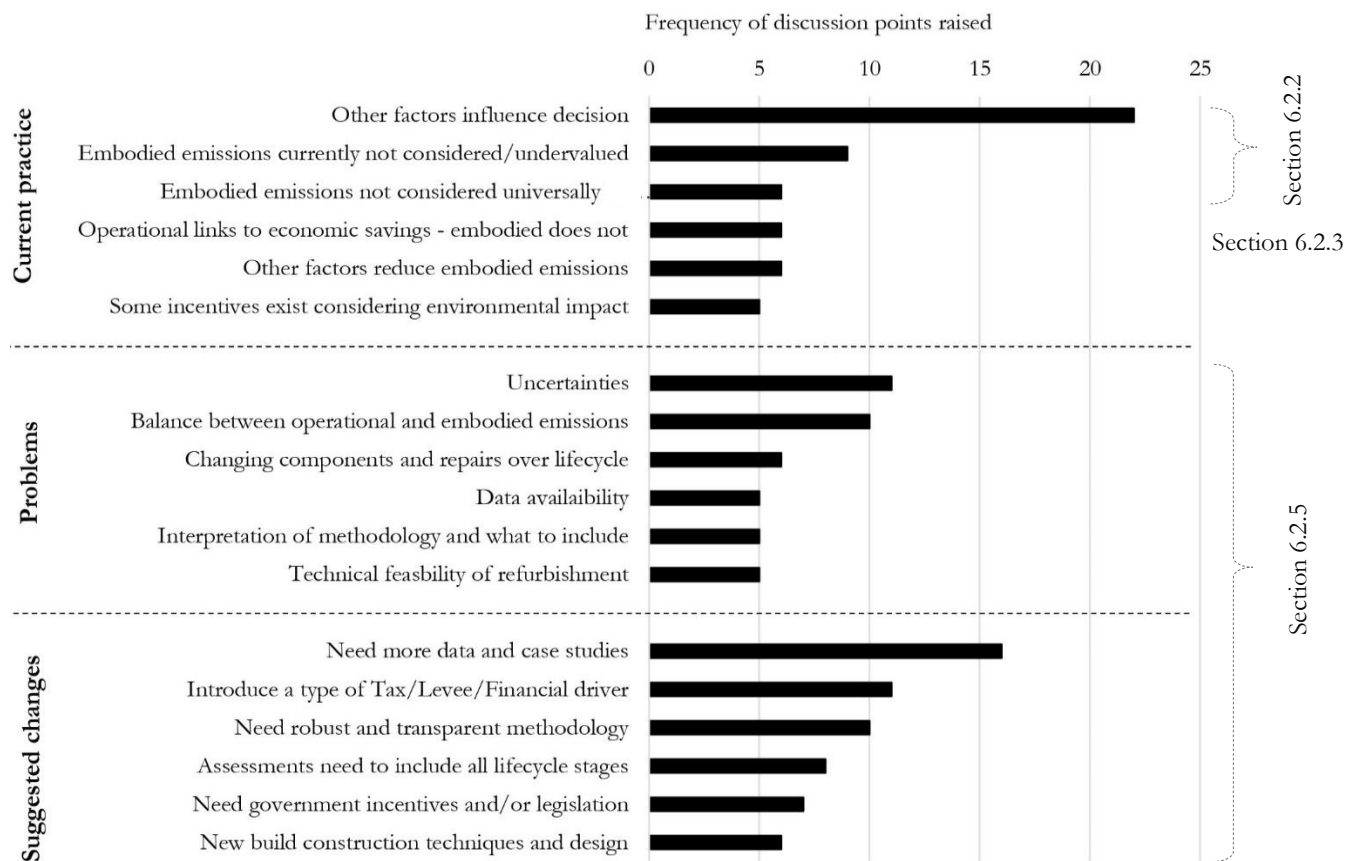 Frequency of discussion points raised
0 5 10 15 20 25
Current practice
Other factors influence decision
Embodied emissions currently not considered/undervalued
Embodied emissions not considered universally
Operational links to economic savings - embodied does not
Other factors reduce embodied emissions
Some incentives exist considering environmental impact
Section 6.2.2
Section 6.2.3
Problems
Uncertainties
Balance between operational and embodied emissions
Changing components and repairs over lifecycle
Data availaibility
Interpretation of methodology and what to include
Technical feasbility of refurbishment
Section 6.2.5
Suggested changes
Need more data and case studies
Introduce a type of Tax/Levee/Financial driver
Need robust and transparent methodology
Assessments need to include all lifecycle stages
Need government incentives and/or legislation
New build construction techniques and design